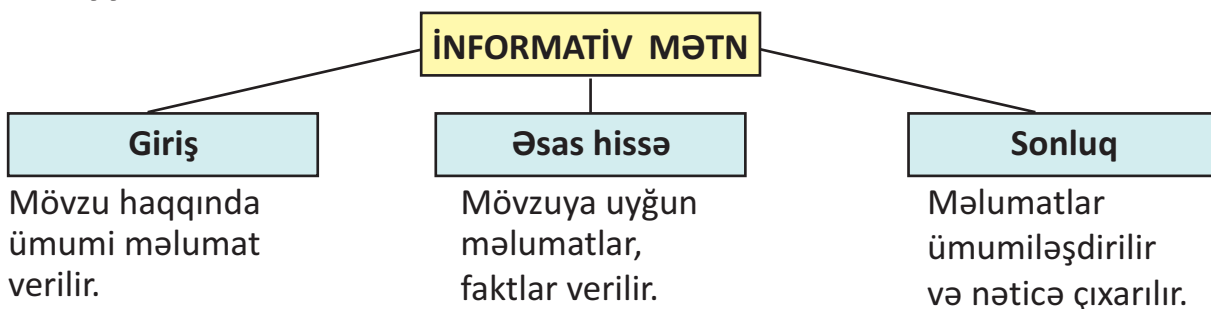 İNFORMATİV MƏTN
Giriş
Mövzu haqqında
ümumi məlumat
verilir.
Əsas hissə
Mövzuya uyğun
məlumatlar,
faktlar verilir.
Sonluq
Məlumatlar
ümumiləşdirilir
və nəticə çıxarılır.